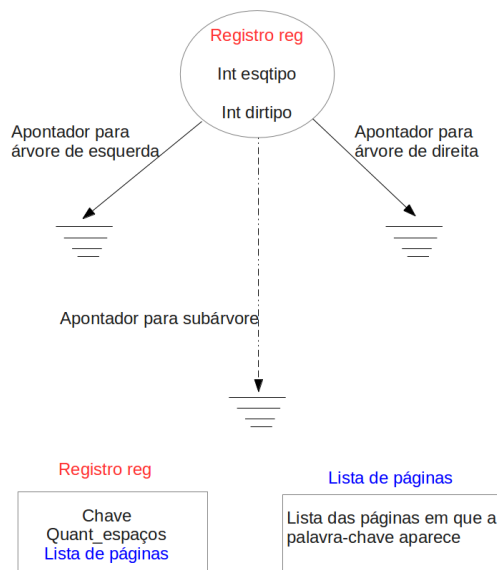 Registro reg
Int esqtipo
Int dirtipo
Apontador para
árvore de esquerda
Apontador para
árvore de direita
Apontador para subárvore
Registro reg
Lista de páginas
Chave
Quant_espaços
Lista de páginas
Lista das páginas em que a
palavra-chave aparece